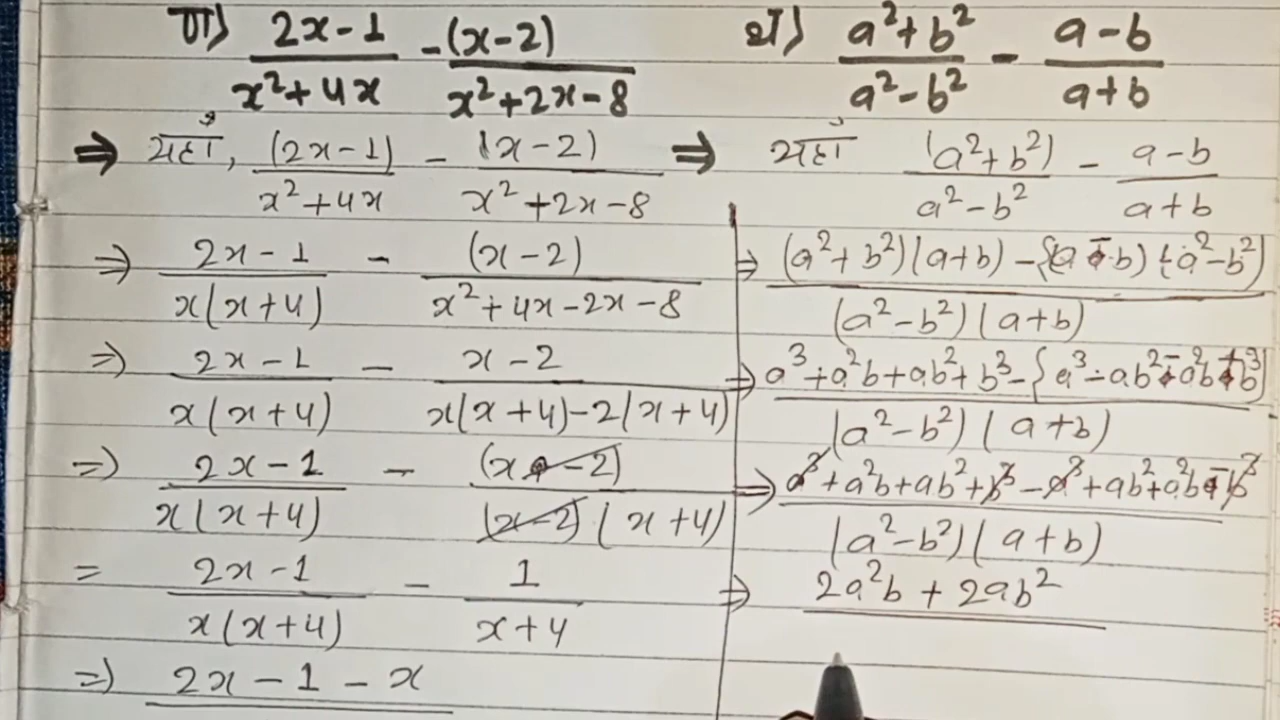 ण) (2x-1)/(x²+4x) - (x-2)/(x²+2x-8)
⇒ यहाँ, (2x-1)/(x²+4x) - (x-2)/(x²+2x-8)
⇒ (2x-1)/(x(x+4)) - (x-2)/(x²+4x-2x-8)
⇒ (2x-1)/(x(x+4)) - (x-2)/(x(x+4)-2(x+4))
⇒ (2x-1)/(x(x+4)) - (x-2)/((x-2)(x+4))
= (2x-1)/(x(x+4)) - 1/(x+4)
⇒ 2x-1-x
थ) (a²+b²)/(a²-b²) - (a-b)/(a+b)
⇒ यहाँ (a²+b²)/(a²-b²) - (a-b)/(a+b)
⇒ (a²+b²)(a+b)-{(a-b)(a²-b²)}/(a²-b²)(a+b)
⇒ a³+a²b+ab²+b³-{a³-ab²-a²b+b³}/(a²-b²)(a+b)
⇒ a³+a²b+ab²+b³-a³+ab²+a²b-b³/(a²-b²)(a+b)
⇒ 2a²b+2ab²